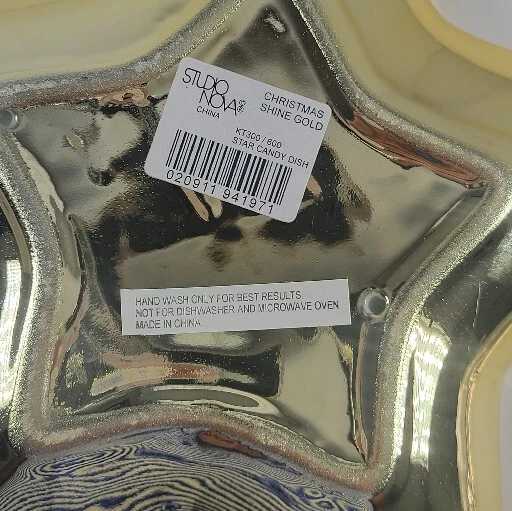 STUDIO
NOVA
CHINA
CHRISTMAS
SHINE GOLD
KT300 / 600
STAR CANDY DISH
020911 941971
HAND WASH ONLY FOR BEST RESULTS
NOT FOR DISHWASHER AND MICROWAVE OVEN
MADE IN CHINA